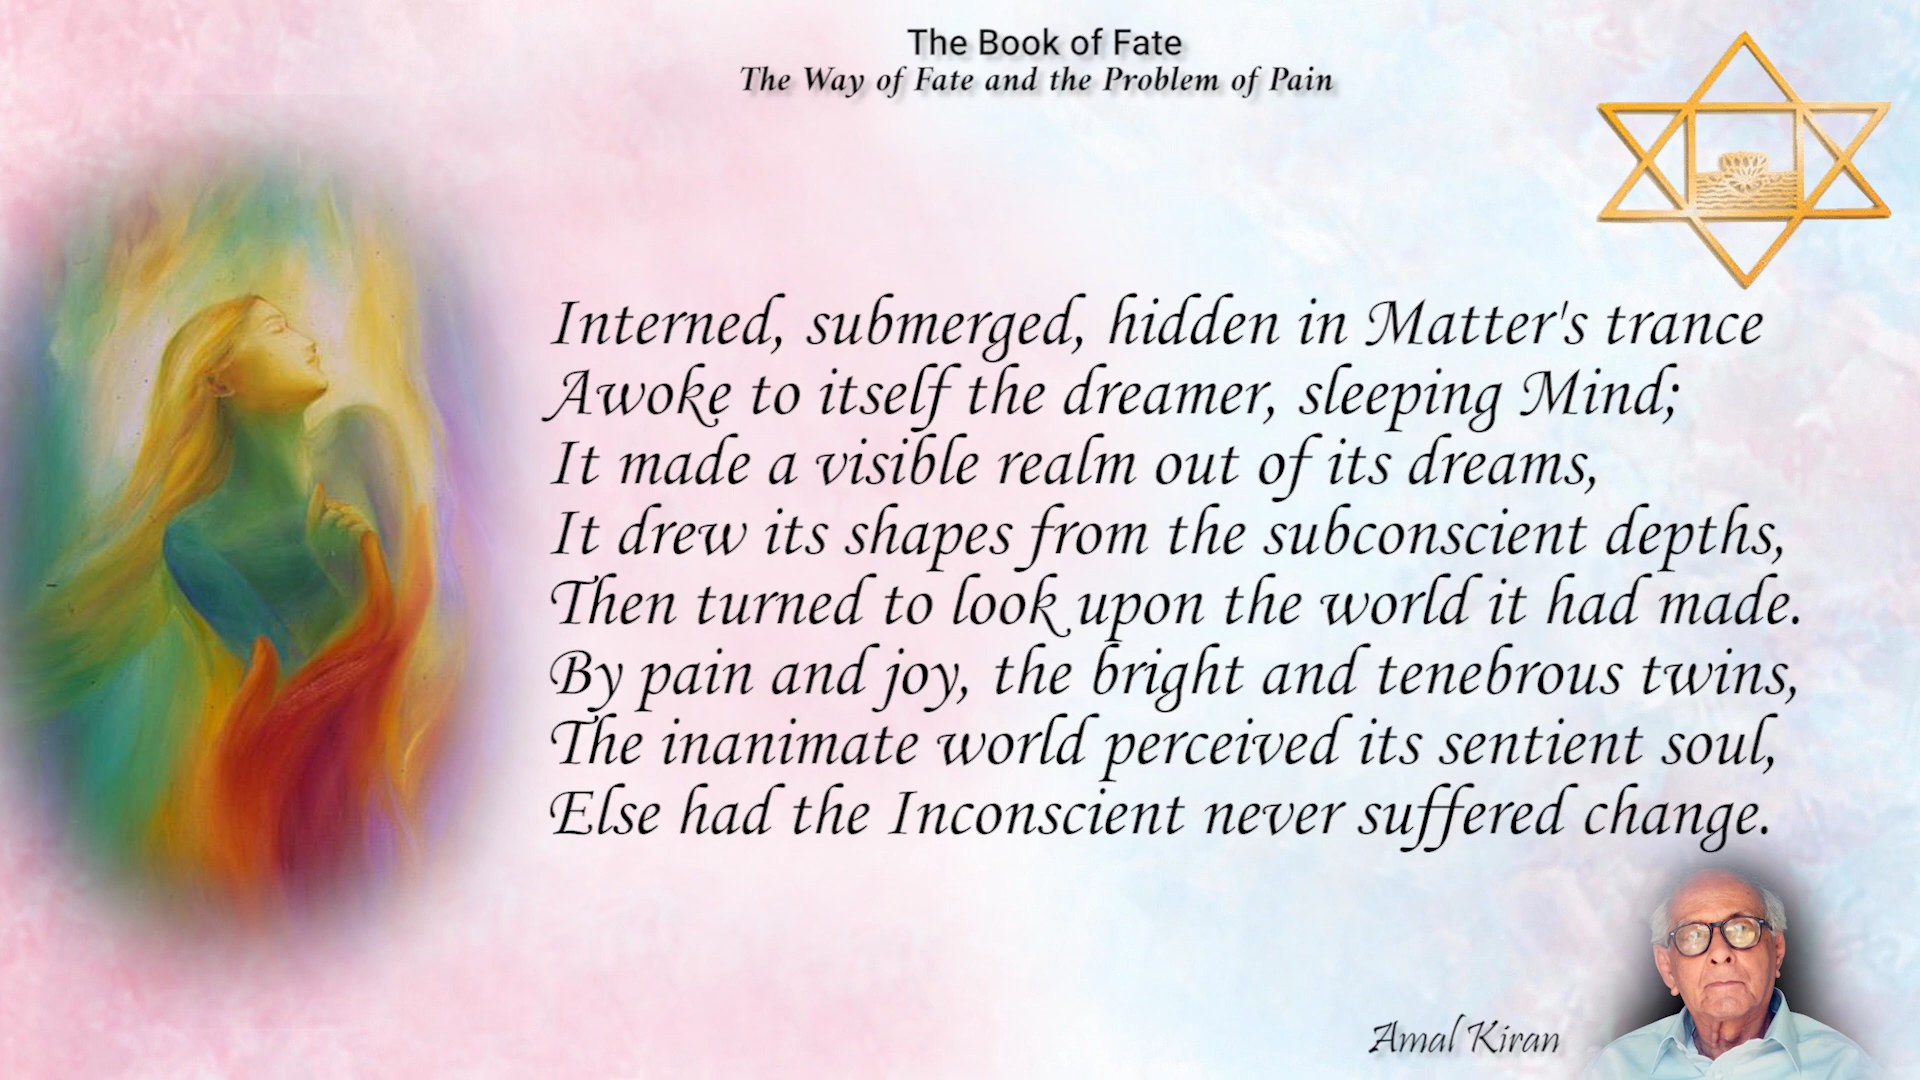 The Book of Fate
The Way of Fate and the Problem of Pain
Interned, submerged, hidden in Matter's trance
Awoke to itself the dreamer, sleeping Mind;
It made a visible realm out of its dreams,
It drew its shapes from the subconscient depths,
Then turned to look upon the world it had made.
By pain and joy, the bright and tenebrous twins,
The inanimate world perceived its sentient soul,
Else had the Inconscient never suffered change.
Amal Kiran